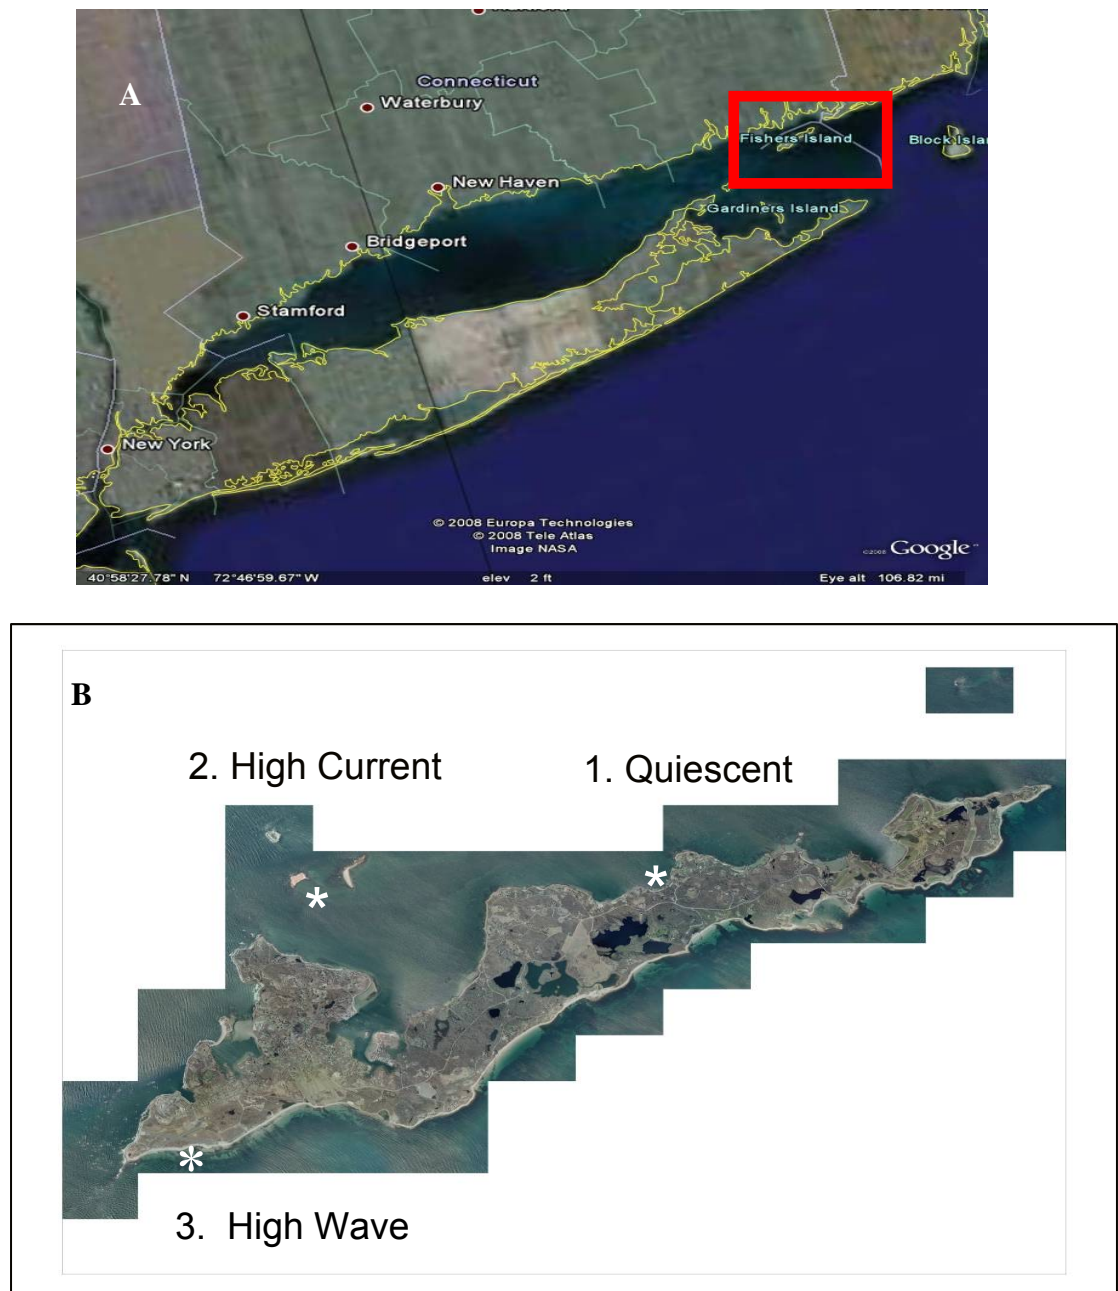 A
Connecticut
Waterbury
Fishers Island
Block Islan
New Haven
Gardiners Island
Bridgeport
Stamford
New York
© 2008 Europa Technologies
© 2008 Tele Atlas
Image NASA
©2008 Google™
40°58'27.78" N 72°46'59.67" W elev 2 ft Eye alt 106.82 mi
B
2. High Current
1. Quiescent
*
*
*
3. High Wave